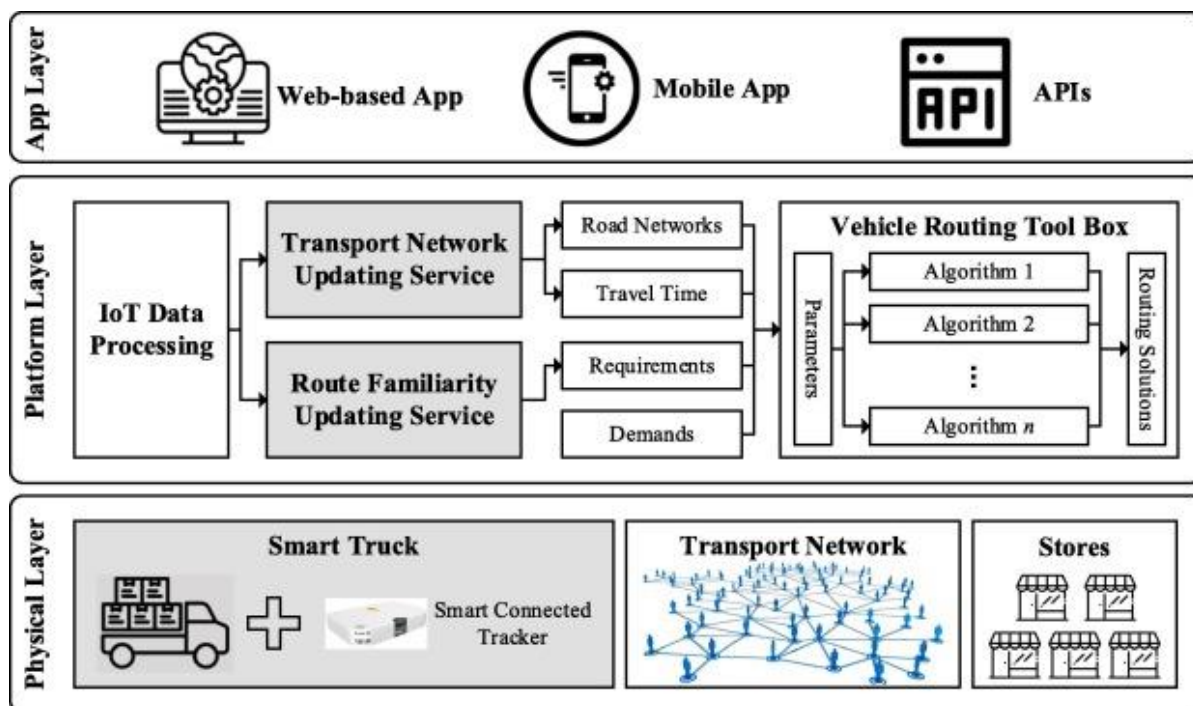 App Layer
Web-based App
Mobile App
API
APIs
Platform Layer
IoT Data
Processing
Transport Network
Updating Service
Route Familiarity
Updating Service
Road Networks
Travel Time
Requirements
Demands
Vehicle Routing Tool Box
Parameters
Algorithm 1
Algorithm 2
...
Algorithm n
Routing Solutions
Physical Layer
Smart Truck
Smart Connected
Tracker
Transport Network
Stores